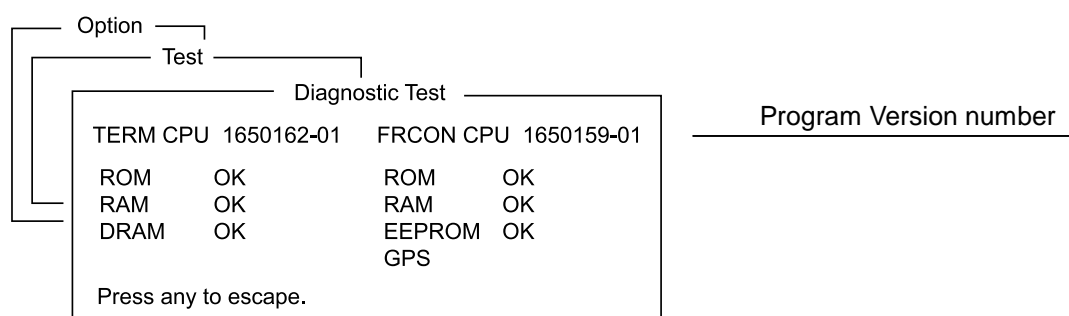 Option
Test
Diagnostic Test
Program Version number
TERM CPU 1650162-01 FRCON CPU 1650159-01
ROM OK ROM OK
RAM OK RAM OK
DRAM OK EEPROM OK
GPS
Press any to escape.